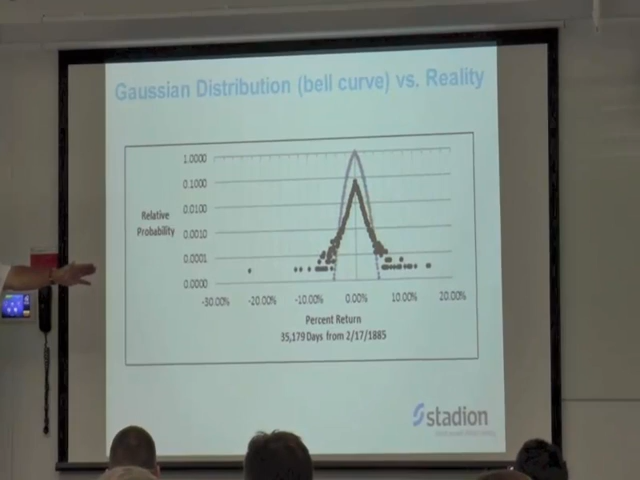 Gaussian Distribution (bell curve) vs. Reality
1.0000
0.1000
0.0100
0.0010
0.0001
0.0000
Relative
Probability
-30.00% -20.00% -10.00% 0.00% 10.00% 20.00%
Percent Return
35,179 Days from 2/17/1885
stadion